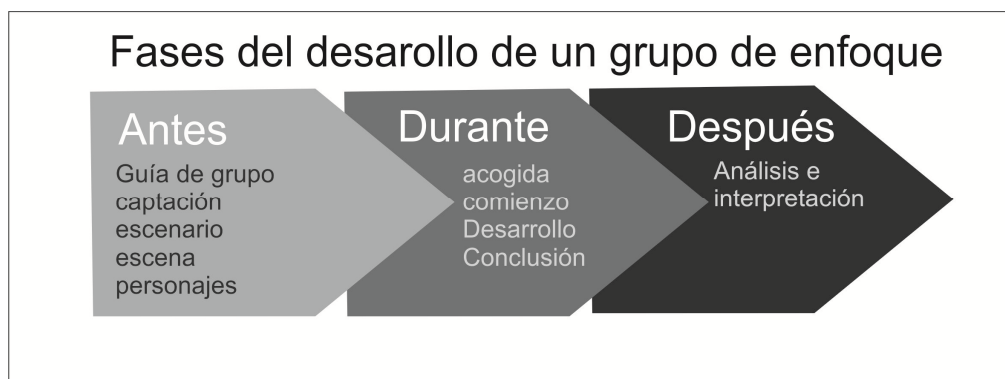 Fases del desarollo de un grupo de enfoque
Antes
Guía de grupo
captación
escenario
escena
personajes
Durante
acogida
comienzo
Desarrollo
Conclusión
Después
Análisis e
interpretación